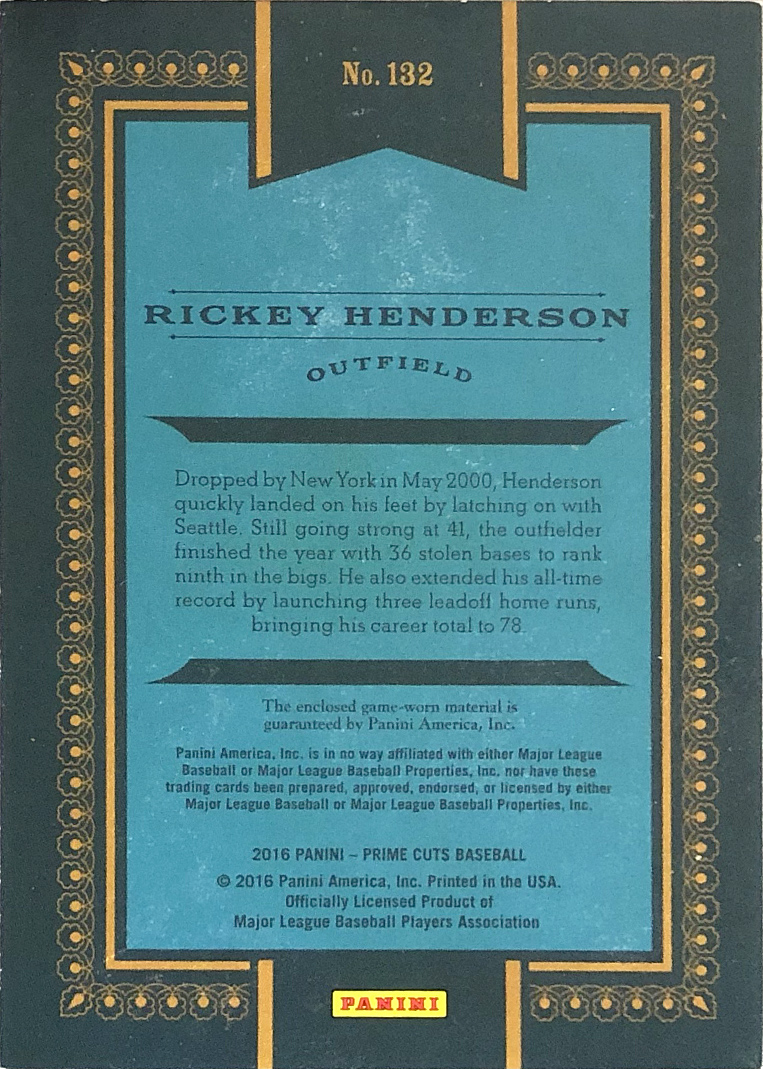 No. 132
RICKEY HENDERSON
OUTFIELD
Dropped by New York in May 2000, Henderson
quickly landed on his feet by latching on with
Seattle. Still going strong at 41, the outfielder
finished the year with 36 stolen bases to rank
ninth in the bigs. He also extended his all-time
record by launching three leadoff home runs,
bringing his career total to 78.
The enclosed game-worn material is
guaranteed by Panini America, Inc.
Panini America, Inc. is in no way affiliated with either Major League
Baseball or Major League Baseball Properties, Inc. nor have these
trading cards been prepared, approved, endorsed, or licensed by either
Major League Baseball or Major League Baseball Properties, Inc.
2016 PANINI – PRIME CUTS BASEBALL
© 2016 Panini America, Inc. Printed in the USA.
Officially Licensed Product of
Major League Baseball Players Association
PANINI